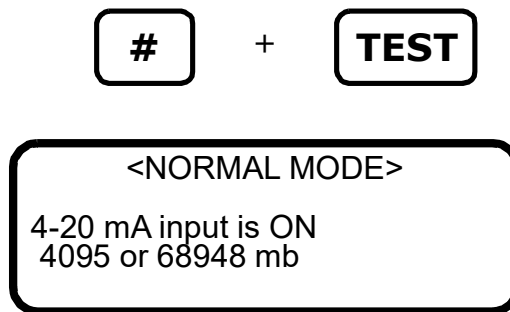 # + TEST
<NORMAL MODE>
4-20 mA input is ON
4095 or 68948 mb